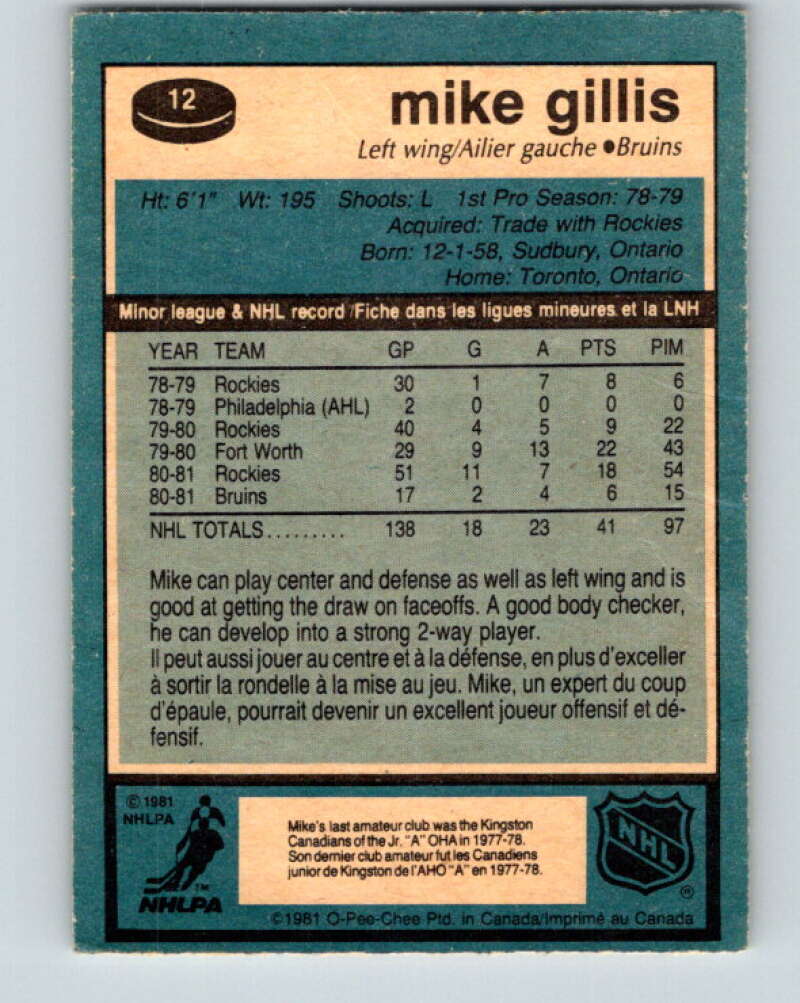 12
mike gillis
Left wing/Ailier gauche ●Bruins
Ht: 6'1" Wt: 195 Shoots: L 1st Pro Season: 78-79
Acquired: Trade with Rockies
Born: 12-1-58, Sudbury, Ontario
Home: Toronto, Ontario
Minor league & NHL record/Fiche dans les ligues mineures et la LNH
YEAR TEAM GP G A PTS PIM
78-79 Rockies 30 1 7 8 6
78-79 Philadelphia (AHL) 2 0 0 0 0
79-80 Rockies 40 4 5 9 22
79-80 Fort Worth 29 9 13 22 43
80-81 Rockies 51 11 7 18 54
80-81 Bruins 17 2 4 6 15
NHL TOTALS......... 138 18 23 41 97
Mike can play center and defense as well as left wing and is
good at getting the draw on faceoffs. A good body checker,
he can develop into a strong 2-way player.
Il peut aussi jouer au centre et à la défense, en plus d'exceller
à sortir la rondelle à la mise au jeu. Mike, un expert du coup
d'épaule, pourrait devenir un excellent joueur offensif et dé-
fensif.
© 1981
NHLPA
TM
NHLPA
Mike's last amateur club was the Kingston
Canadians of the Jr. "A" OHA in 1977-78.
Son dernier club amateur fut les Canadiens
junior de Kingston de l'AHO "A" en 1977-78.
NHL
®
©1981 O-Pee-Chee Ptd. in Canada/Imprimé au Canada